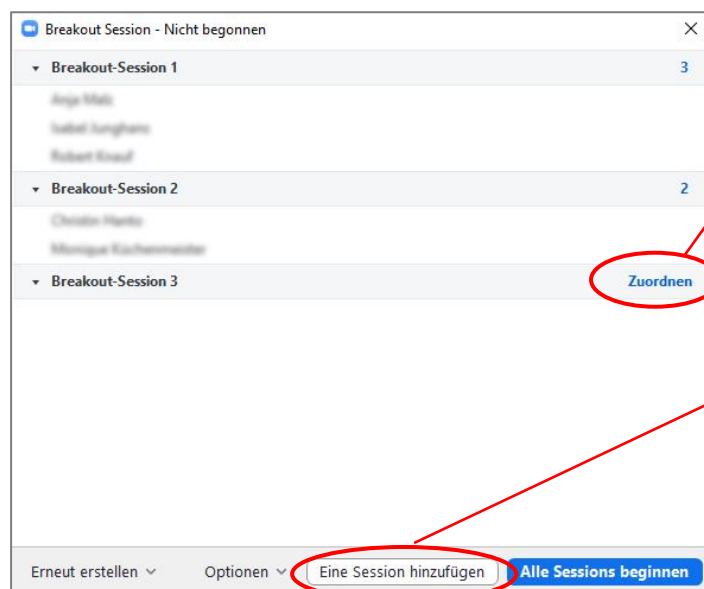 Breakout Session - Nicht begonnen
Breakout-Session 1 3
Breakout-Session 2 2
Breakout-Session 3 Zuordnen
Erneut erstellen Optionen Eine Session hinzufügen Alle Sessions beginnen